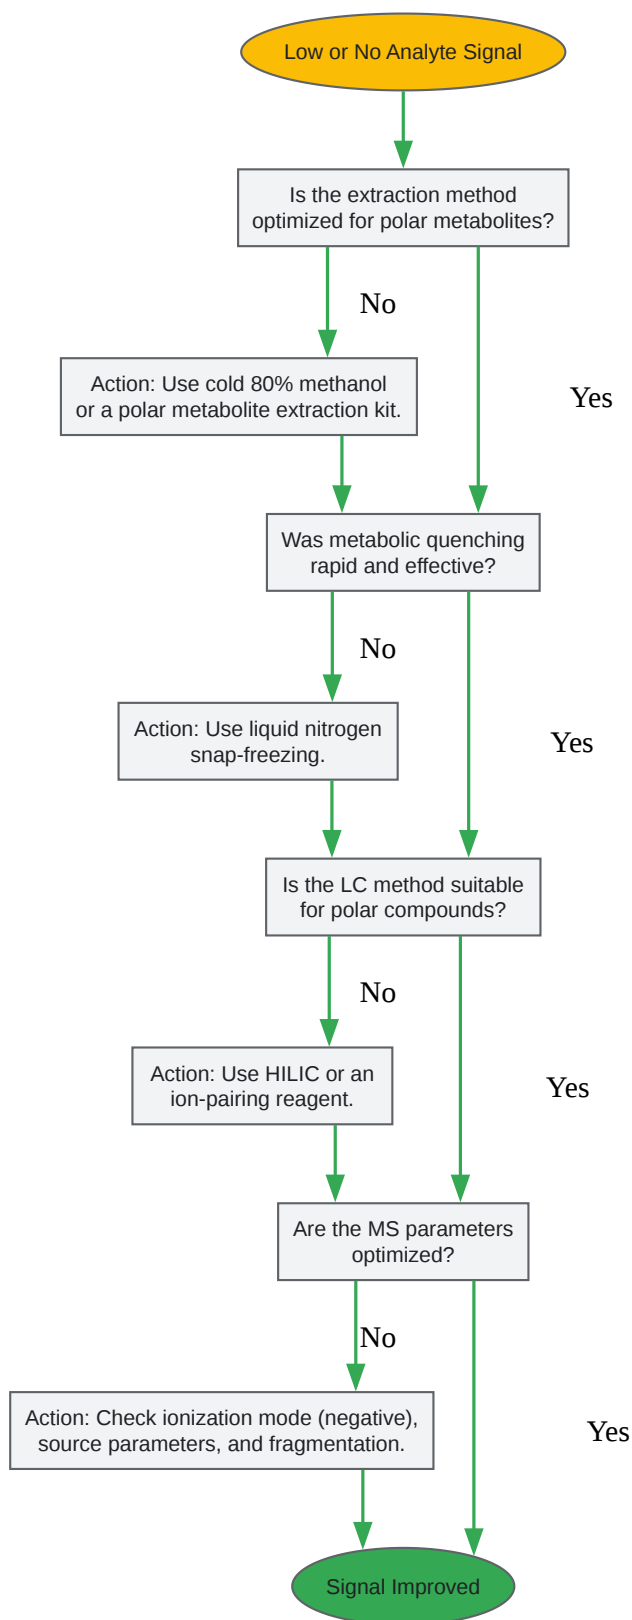 Low or No Analyte Signal
Is the extraction method
optimized for polar metabolites?
No
Action: Use cold 80% methanol
or a polar metabolite extraction kit.
Yes
Was metabolic quenching
rapid and effective?
No
Action: Use liquid nitrogen
snap-freezing.
Yes
Is the LC method suitable
for polar compounds?
No
Action: Use HILIC or an
ion-pairing reagent.
Yes
Are the MS parameters
optimized?
No
Action: Check ionization mode (negative),
source parameters, and fragmentation.
Yes
Signal Improved